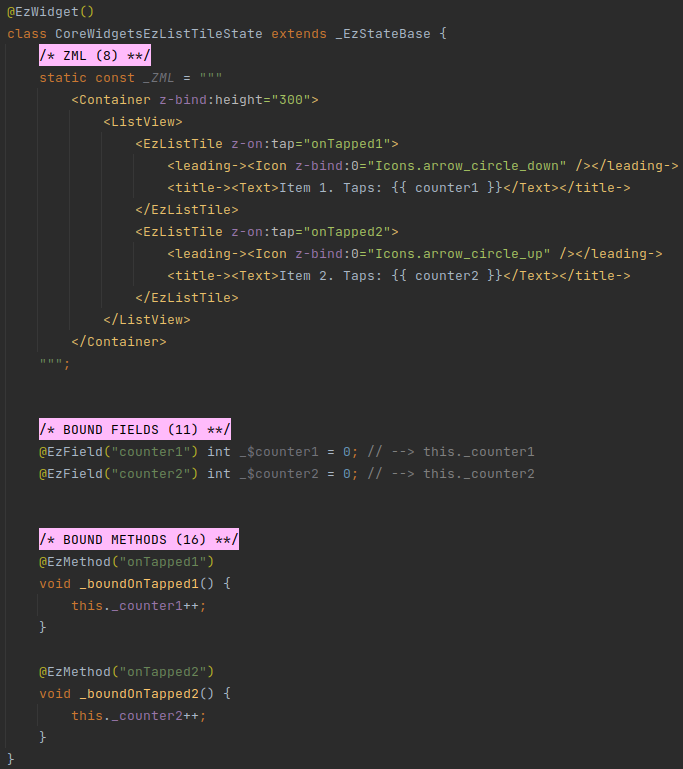 @EzWidget()
class CoreWidgetsEzListTileState extends _EzStateBase {
    /* ZML (8) **/
    static const _ZML = """
        <Container z-bind:height="300">
            <ListView>
                <EzListTile z-on:tap="onTapped1">
                    <leading-><Icon z-bind:0="Icons.arrow_circle_down" /></leading->
                    <title-><Text>Item 1. Taps: {{ counter1 }}</Text></title->
                </EzListTile>
                <EzListTile z-on:tap="onTapped2">
                    <leading-><Icon z-bind:0="Icons.arrow_circle_up" /></leading->
                    <title-><Text>Item 2. Taps: {{ counter2 }}</Text></title->
                </EzListTile>
            </ListView>
        </Container>
    """;
    /* BOUND FIELDS (11) **/
    @EzField("counter1") int _$counter1 = 0; // --> this._counter1
    @EzField("counter2") int _$counter2 = 0; // --> this._counter2
    /* BOUND METHODS (16) **/
    @EzMethod("onTapped1")
    void _boundOnTapped1() {
        this._counter1++;
    }
    @EzMethod("onTapped2")
    void _boundOnTapped2() {
        this._counter2++;
    }
}